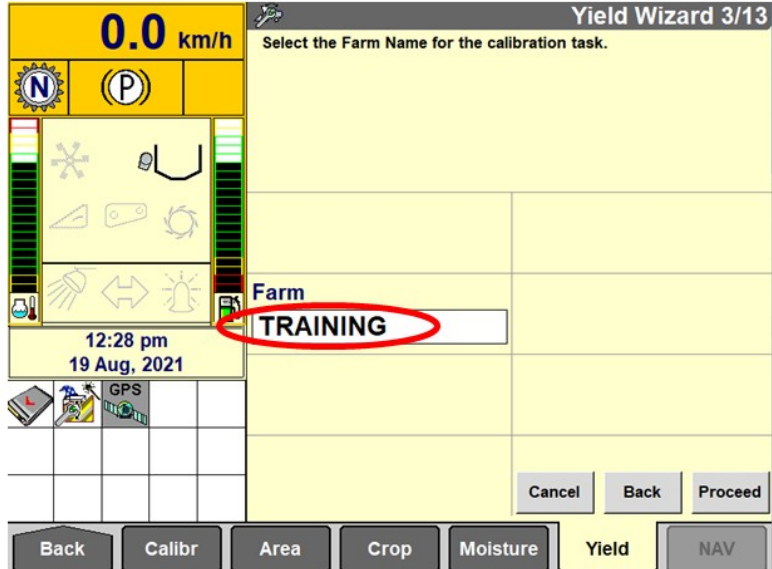 0.0 km/h
N
(P)
12:28 pm
19 Aug, 2021
GPS
Yield Wizard 3/13
Select the Farm Name for the calibration task.
Farm
TRAINING
Cancel
Back
Proceed
Back
Calibr
Area
Crop
Moisture
Yield
NAV